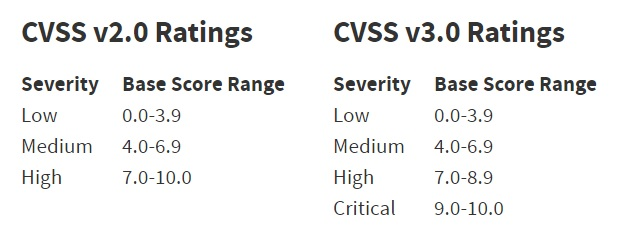 CVSS v2.0 Ratings
Severity Base Score Range
Low 0.0-3.9
Medium 4.0-6.9
High 7.0-10.0
CVSS v3.0 Ratings
Severity Base Score Range
Low 0.0-3.9
Medium 4.0-6.9
High 7.0-8.9
Critical 9.0-10.0